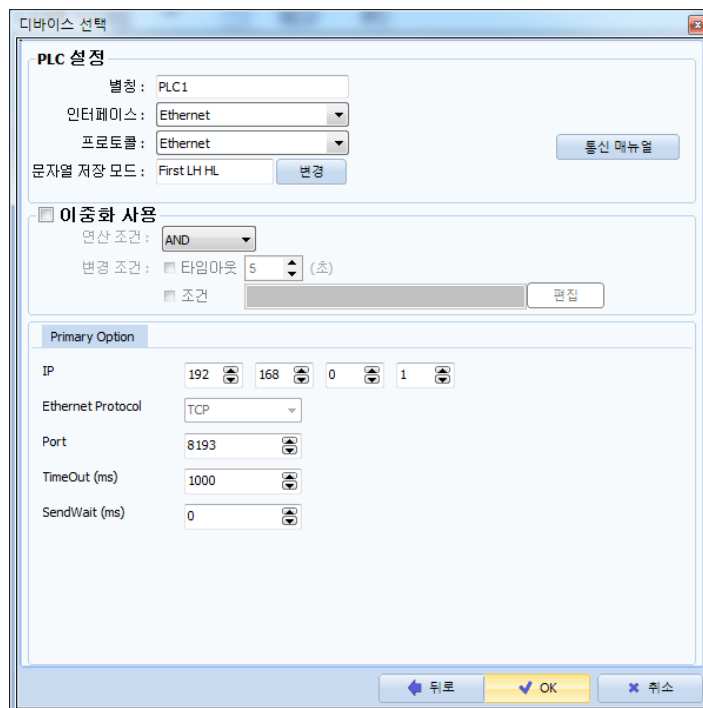 디바이스 선택
PLC 설정
별칭 : PLC1
인터페이스 : Ethernet
프로토콜 : Ethernet
통신 매뉴얼
문자열 저장 모드 : First LH HL 변경
이중화 사용
연산 조건 : AND
변경 조건 : 타임아웃 5 (초)
조건 편집
Primary Option
IP 192 168 0 1
Ethernet Protocol TCP
Port 8193
TimeOut (ms) 1000
SendWait (ms) 0
뒤로 OK 취소